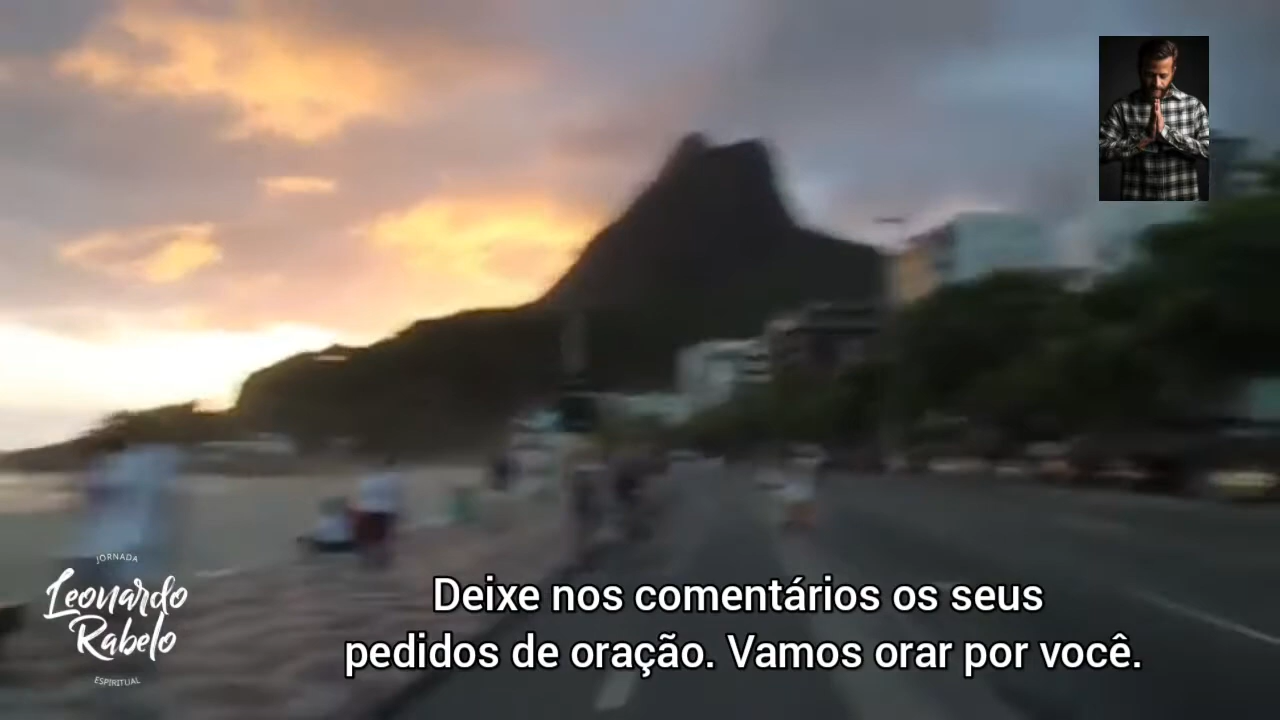 JORNADA
Leonardo
Rabelo
ESPIRITUAL
Deixe nos comentários os seus
pedidos de oração. Vamos orar por você.